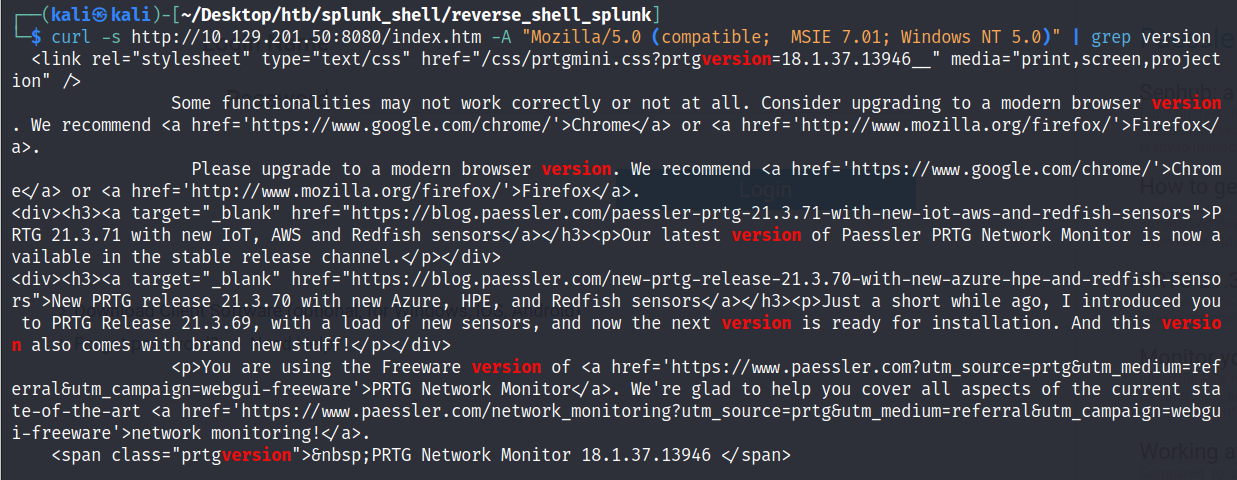 ┌──(kali㉿kali)-[~/Desktop/htb/splunk_shell/reverse_shell_splunk]
└─$ curl -s http://10.129.201.50:8080/index.htm -A "Mozilla/5.0 (compatible;  MSIE 7.01; Windows NT 5.0)" | grep version
<link rel="stylesheet" type="text/css" href="/css/prtgmini.css?prtgversion=18.1.37.13946__" media="print,screen,project
ion" />
Some functionalities may not work correctly or not at all. Consider upgrading to a modern browser version
. We recommend <a href='https://www.google.com/chrome/'>Chrome</a> or <a href='http://www.mozilla.org/firefox/'>Firefox</
a>.
Please upgrade to a modern browser version. We recommend <a href='https://www.google.com/chrome/'>Chrom
e</a> or <a href='http://www.mozilla.org/firefox/'>Firefox</a>.
<div><h3><a target="_blank" href="https://blog.paessler.com/paessler-prtg-21.3.71-with-new-iot-aws-and-redfish-sensors">P
RTG 21.3.71 with new IoT, AWS and Redfish sensors</a></h3><p>Our latest version of Paessler PRTG Network Monitor is now a
vailable in the stable release channel.</p></div>
<div><h3><a target="_blank" href="https://blog.paessler.com/new-prtg-release-21.3.70-with-new-azure-hpe-and-redfish-senso
rs">New PRTG release 21.3.70 with new Azure, HPE, and Redfish sensors</a></h3><p>Just a short while ago, I introduced you
to PRTG Release 21.3.69, with a load of new sensors, and now the next version is ready for installation. And this versio
n also comes with brand new stuff!</p></div>
<p>You are using the Freeware version of <a href='https://www.paessler.com?utm_source=prtg&utm_medium=ref
erral&utm_campaign=webgui-freeware'>PRTG Network Monitor</a>. We're glad to help you cover all aspects of the current sta
te-of-the-art <a href='https://www.paessler.com/network_monitoring?utm_source=prtg&utm_medium=referral&utm_campaign=webgu
i-freeware'>network monitoring!</a>.
<span class="prtgversion">&nbsp;PRTG Network Monitor 18.1.37.13946 </span>